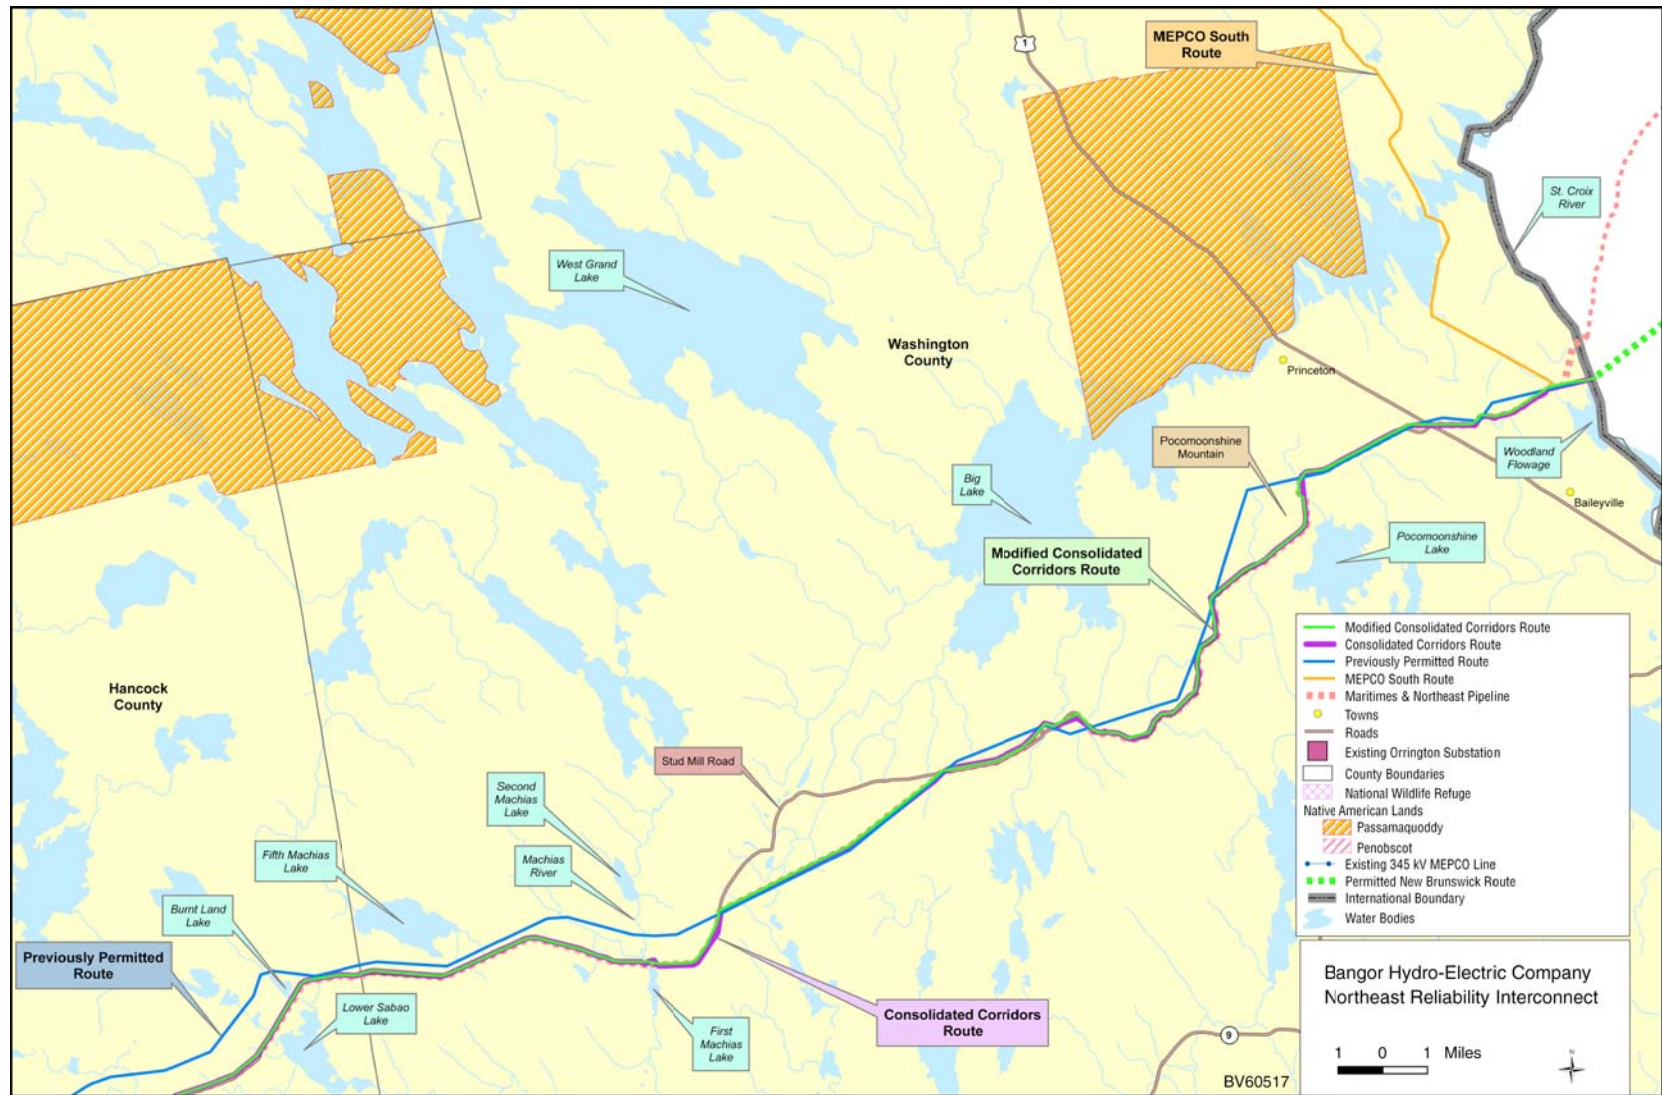 MEPCO South
Route
1
St. Croix
River
West Grand
Lake
Washington
County
Princeton
Pocomoonshine
Mountain
Woodland
Flowage
Big
Lake
Baileyville
Pocomoonshine
Lake
Modified Consolidated
Corridors Route
Hancock
County
Stud Mill Road
Second
Machias
Lake
Machias
River
Fifth Machias
Lake
Burnt Land
Lake
Previously Permitted
Route
Lower Sabao
Lake
First
Machias
Lake
Consolidated Corridors
Route
9
BV60517
Modified Consolidated Corridors Route
Consolidated Corridors Route
Previously Permitted Route
MEPCO South Route
Maritimes & Northeast Pipeline
Towns
Roads
Existing Orrington Substation
County Boundaries
National Wildlife Refuge
Native American Lands
Passamaquoddy
Penobscot
Existing 345 kV MEPCO Line
Permitted New Brunswick Route
International Boundary
Water Bodies
Bangor Hydro-Electric Company
Northeast Reliability Interconnect
1 0 1 Miles
N